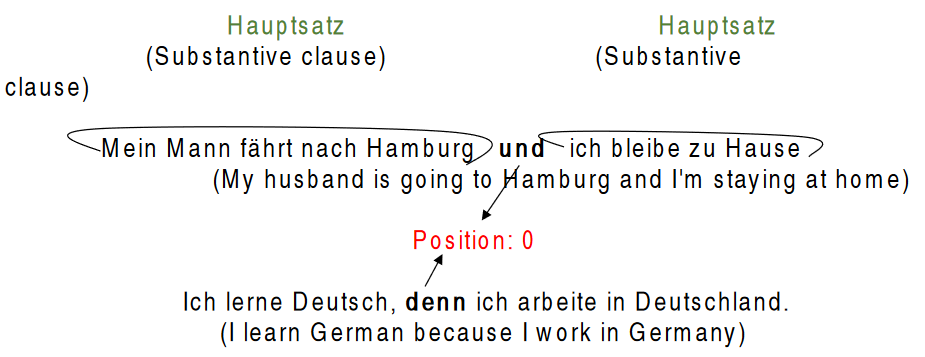 Hauptsatz Hauptsatz
(Substantive clause) (Substantive
clause)
Mein Mann fährt nach Hamburg und ich bleibe zu Hause
(My husband is going to Hamburg and I'm staying at home)
Position: 0
Ich lerne Deutsch, denn ich arbeite in Deutschland.
(I learn German because I work in Germany)